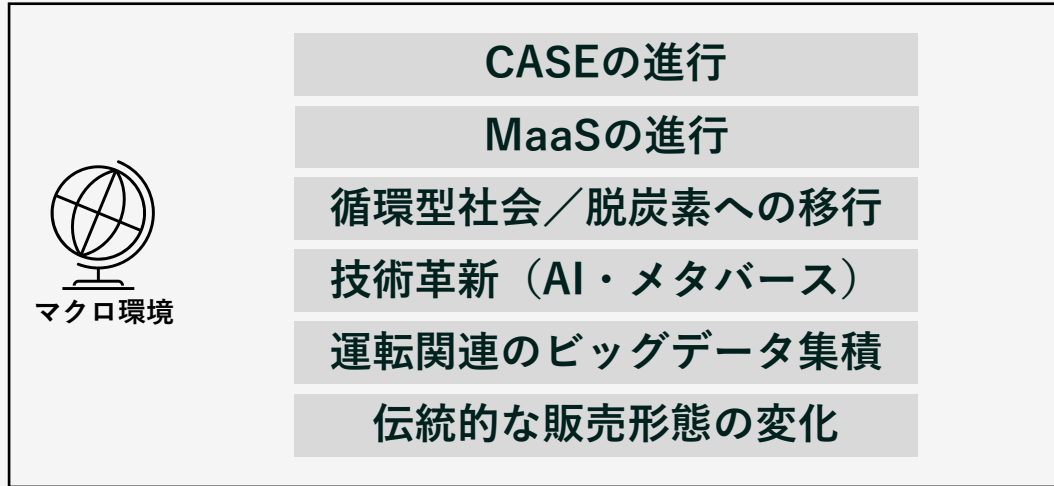 CASEの進行
MaaSの進行
循環型社会／脱炭素への移行
技術革新（AI・メタバース）
運転関連のビッグデータ集積
伝統的な販売形態の変化
マクロ環境